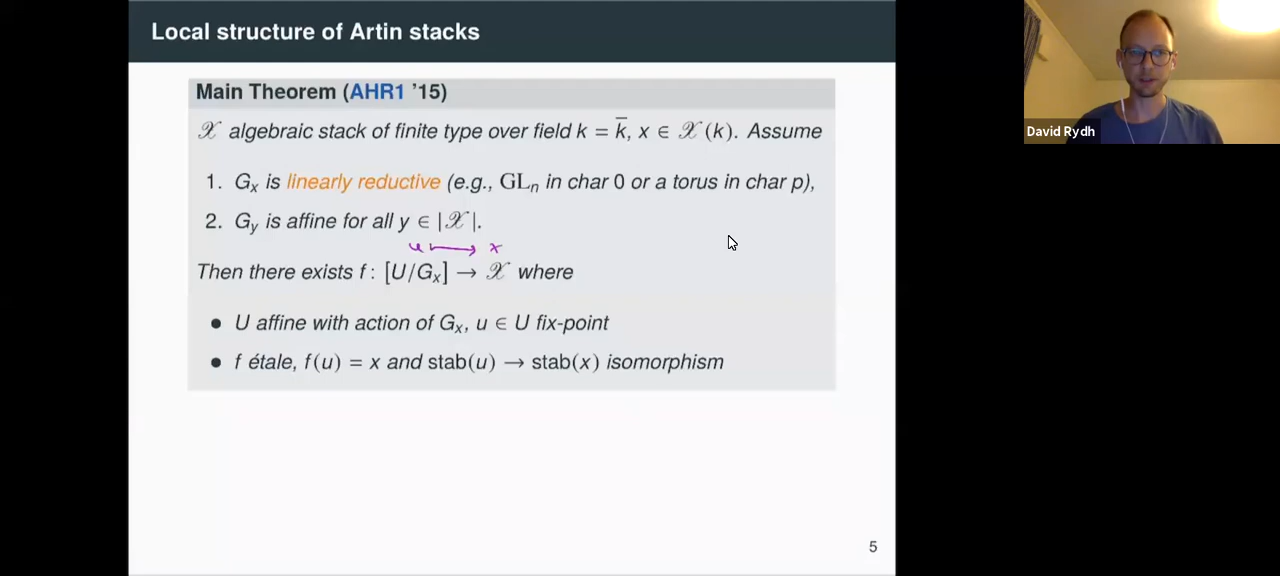 Local structure of Artin stacks
Main Theorem (AHR1 '15)
𝒳 algebraic stack of finite type over field k = k̄, x ∈ 𝒳(k). Assume
1. Gₓ is linearly reductive (e.g., GLₙ in char 0 or a torus in char p),
2. G_y is affine for all y ∈ |𝒳|.
u ↦ x
Then there exists f : [U/Gₓ] → 𝒳 where
• U affine with action of Gₓ, u ∈ U fix-point
• f étale, f(u) = x and stab(u) → stab(x) isomorphism
5
David Rydh